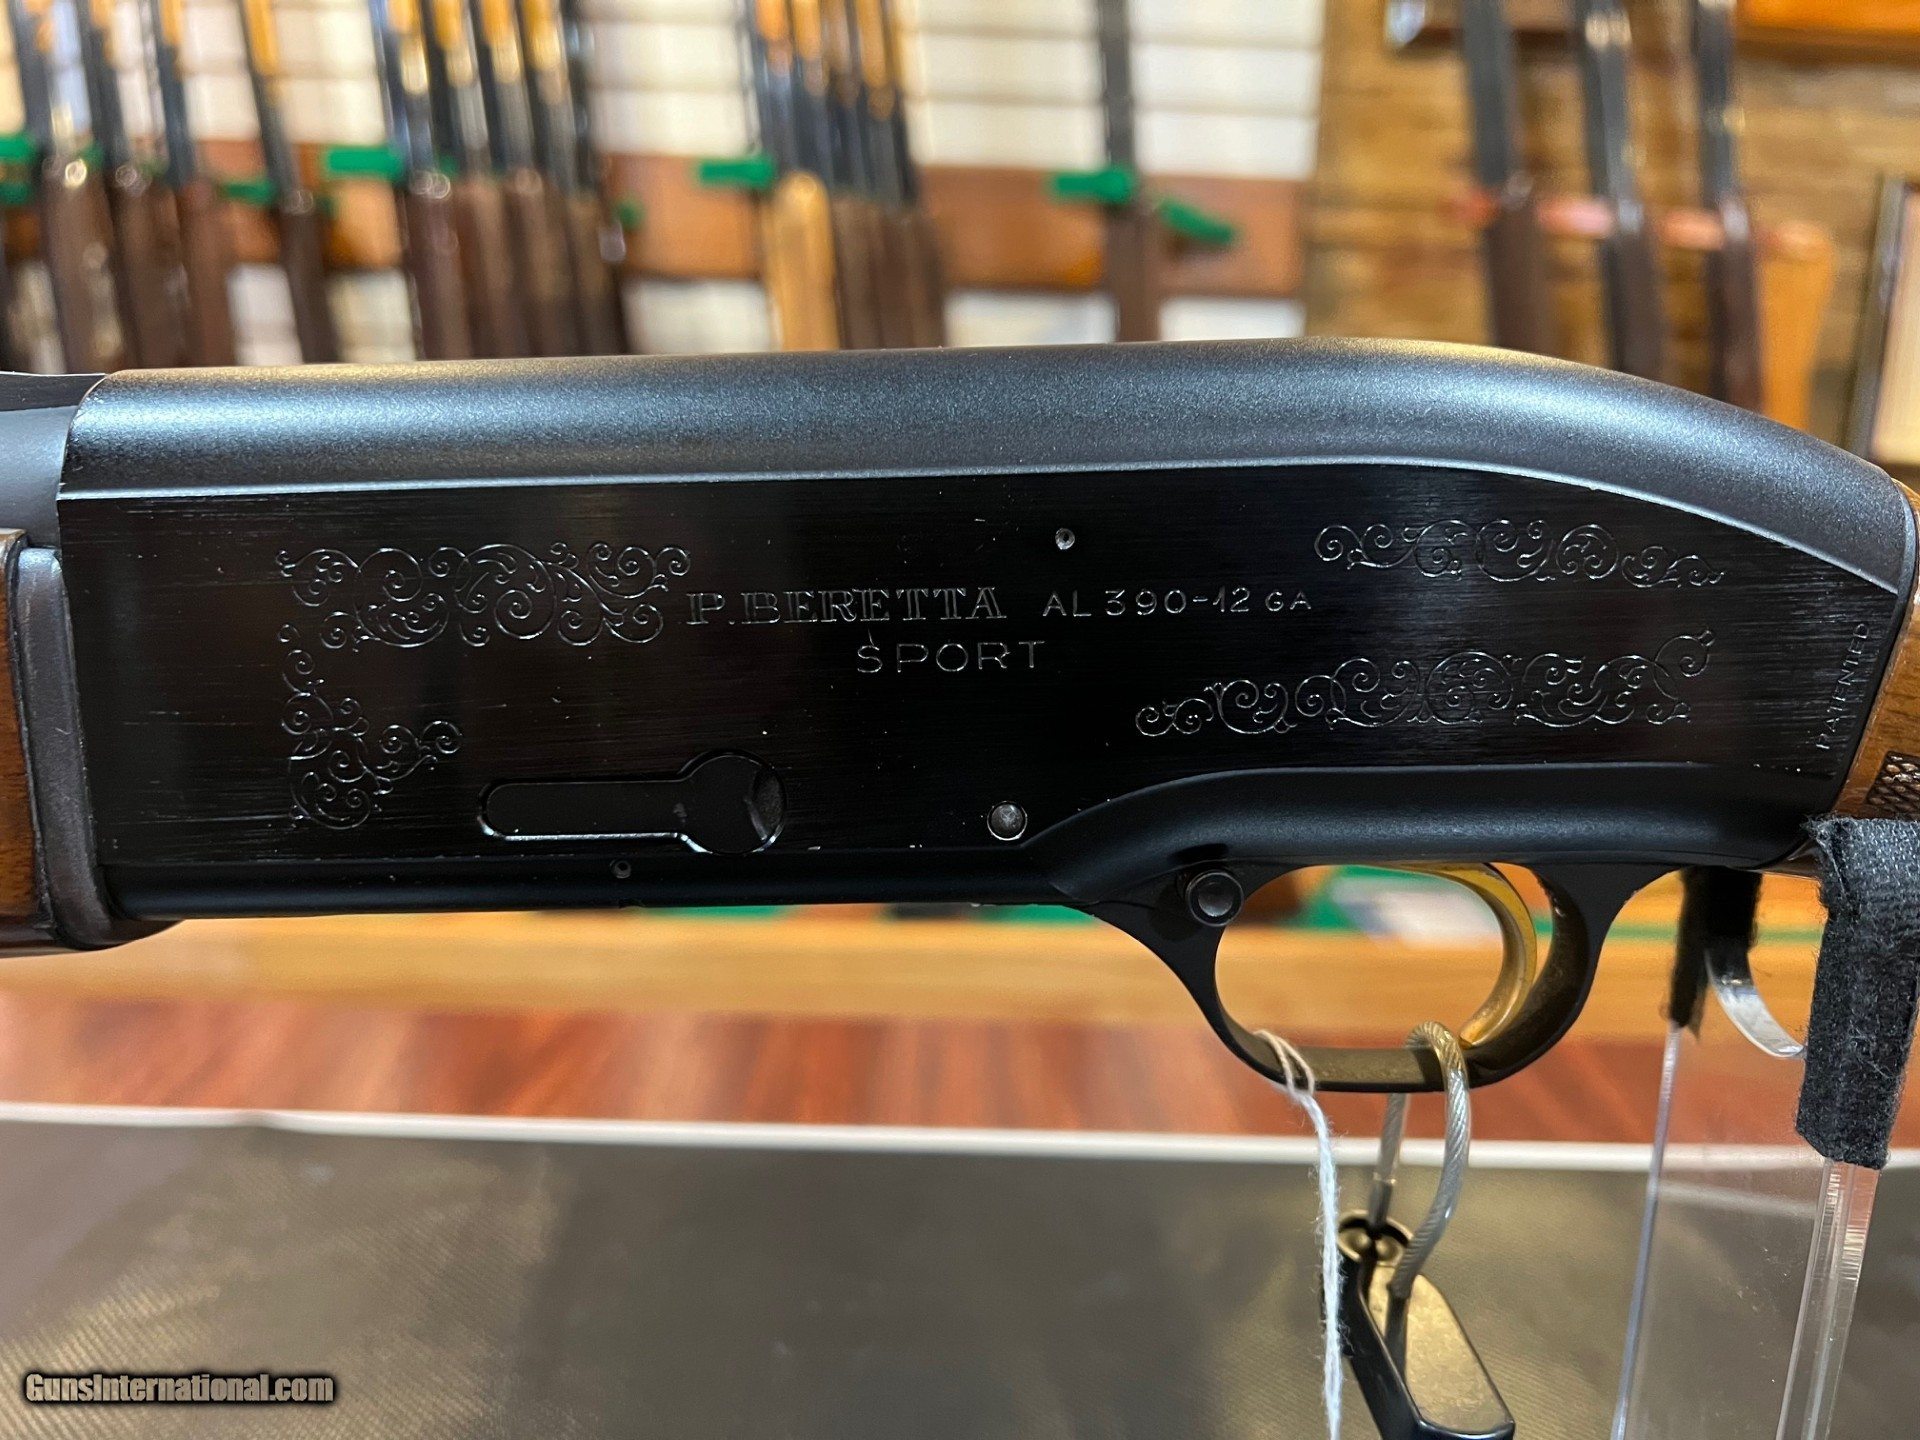 P. BERETTA AL 390-12 GA
SPORT
PATENTED
GunsInternational.com